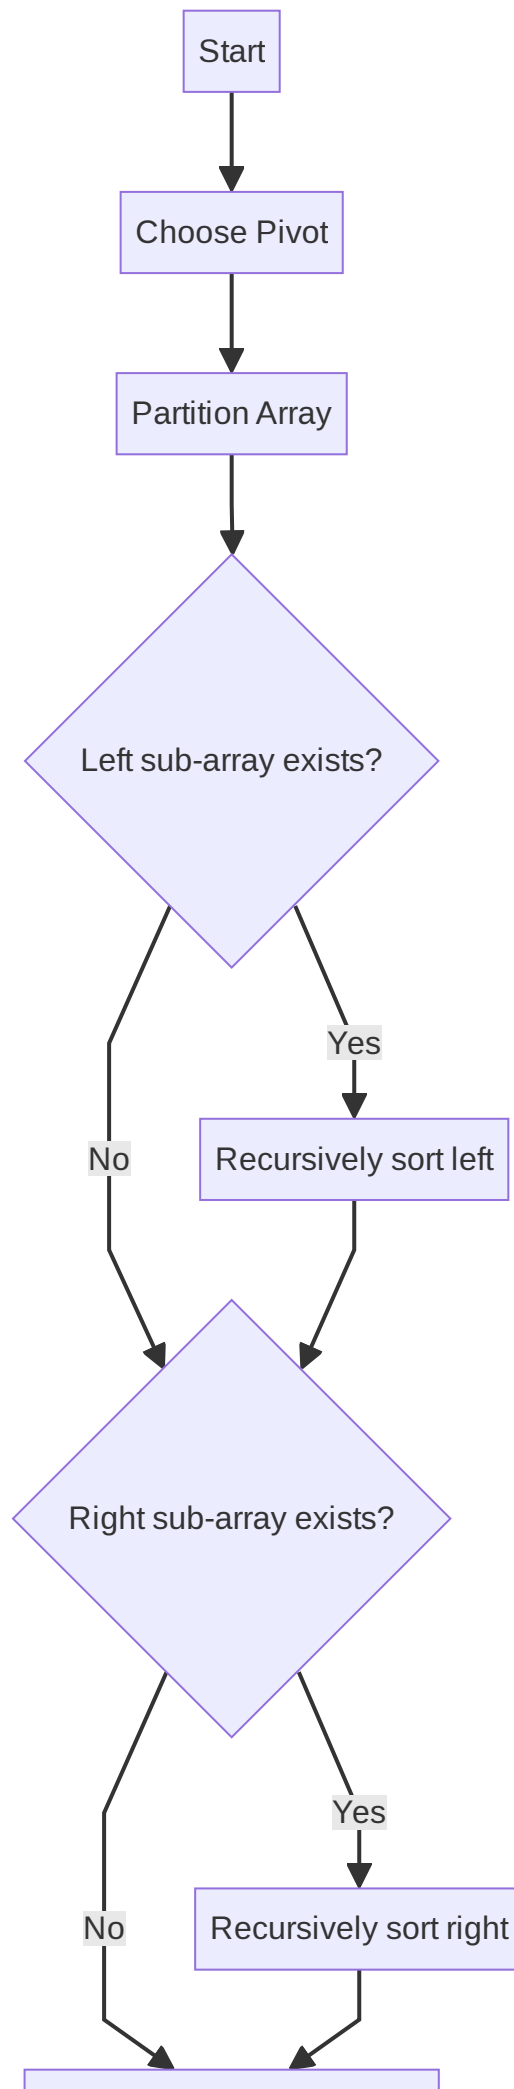 Start
Choose Pivot
Partition Array
Left sub-array exists?
Yes
No
Recursively sort left
Right sub-array exists?
Yes
No
Recursively sort right